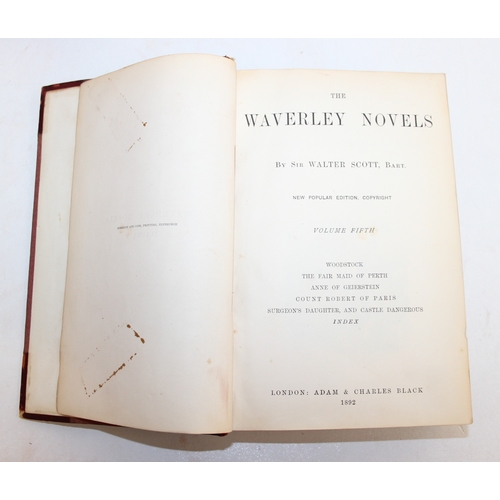 PRINTING, EDINBURGH
THE
WAVERLEY NOVELS
BY SIR WALTER SCOTT, BART.
NEW POPULAR EDITION, COPYRIGHT
VOLUME FIFTH
WOODSTOCK
THE FAIR MAID OF PERTH
ANNE OF GEIERSTEIN
COUNT ROBERT OF PARIS
SURGEON'S DAUGHTER, AND CASTLE DANGEROUS
INDEX
LONDON: ADAM & CHARLES BLACK
1892